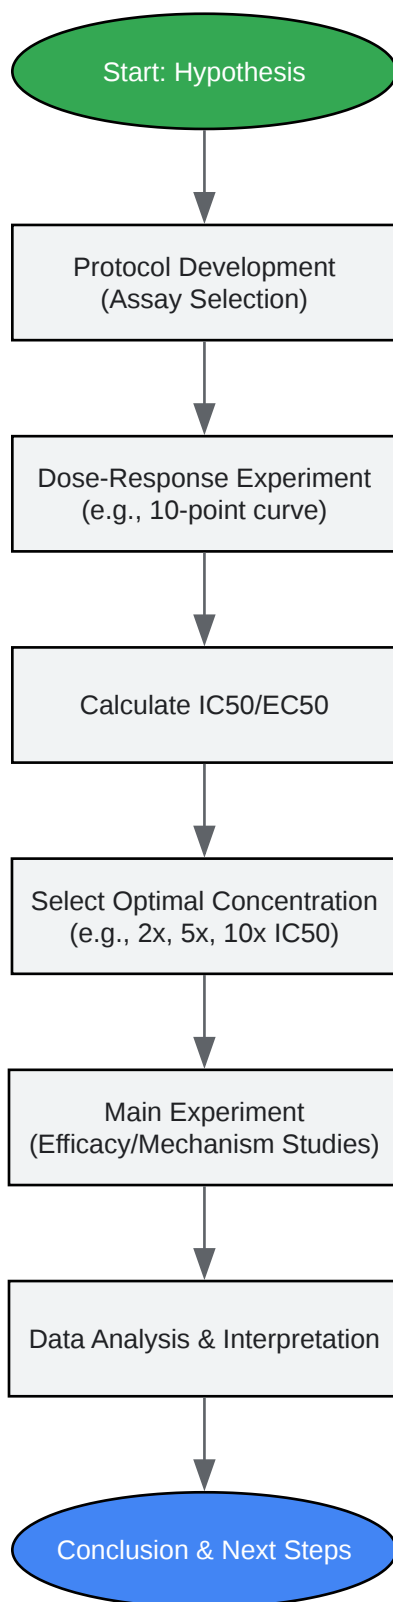 Start: Hypothesis
Protocol Development
(Assay Selection)
Dose-Response Experiment
(e.g., 10-point curve)
Calculate IC50/EC50
Select Optimal Concentration
(e.g., 2x, 5x, 10x IC50)
Main Experiment
(Efficacy/Mechanism Studies)
Data Analysis & Interpretation
Conclusion & Next Steps